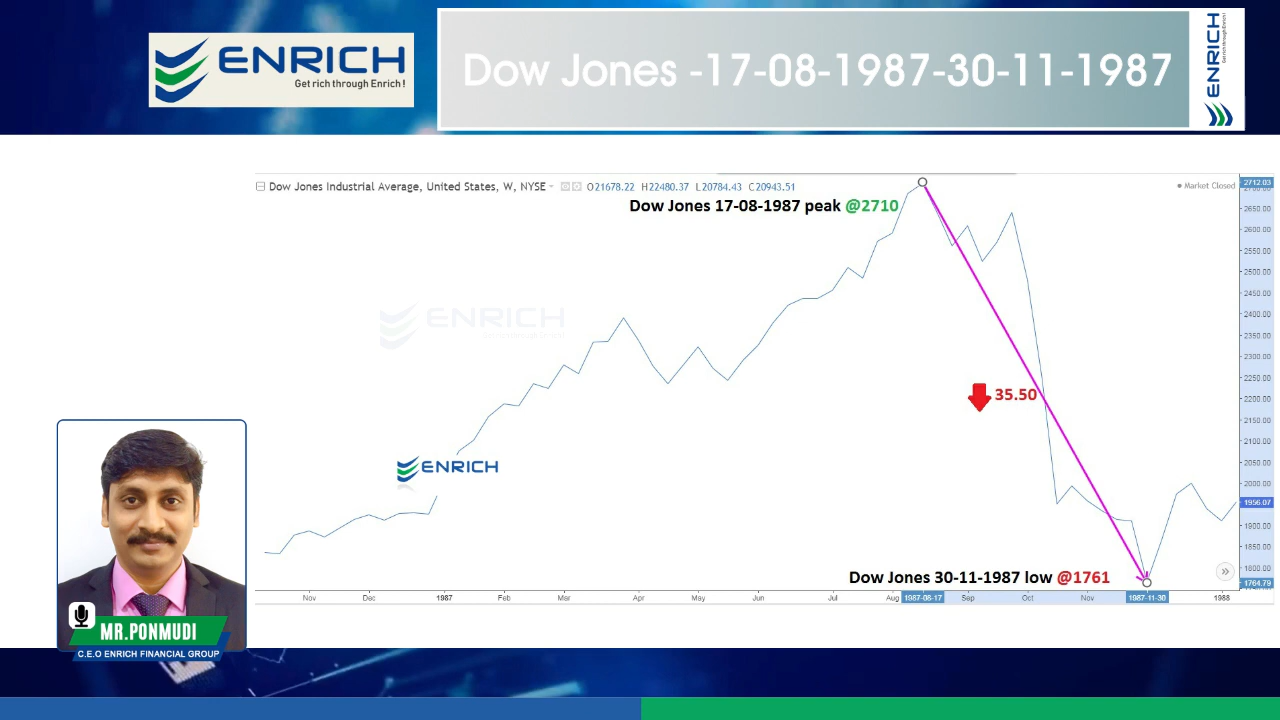 ENRICH
Get rich through Enrich!
Dow Jones -17-08-1987-30-11-1987
ENRICH
Get rich through Enrich!
Dow Jones Industrial Average, United States, W, NYSE
O21678.22 H22480.37 L20784.43 C20943.51
Market Closed
Dow Jones 17-08-1987 peak @2710
2712.03
2650.00
2600.00
2550.00
2500.00
2450.00
2400.00
2350.00
2300.00
2250.00
2200.00
2150.00
2100.00
2050.00
2000.00
1956.07
1900.00
1850.00
1800.00
1764.79
ENRICH
35.50
ENRICH
Dow Jones 30-11-1987 low @1761
Nov Dec 1987 Feb Mar Apr May Jun Jul Aug 1987-08-17 Sep Oct Nov 1987-11-30 1988
MR.PONMUDI
C.E.O ENRICH FINANCIAL GROUP